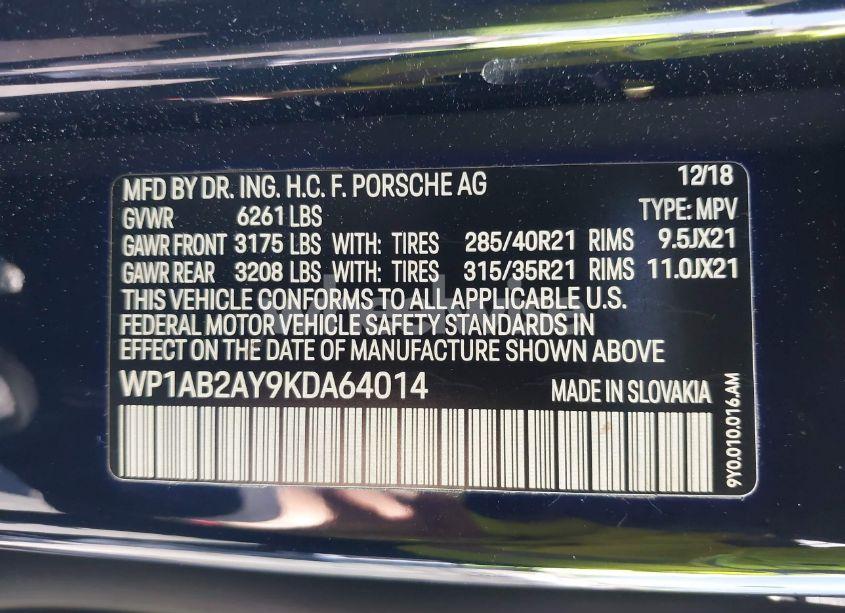 MFD BY DR. ING. H.C. F. PORSCHE AG 12/18
GVWR 6261 LBS TYPE: MPV
GAWR FRONT 3175 LBS WITH: TIRES 285/40R21 RIMS 9.5JX21
GAWR REAR 3208 LBS WITH: TIRES 315/35R21 RIMS 11.0JX21
THIS VEHICLE CONFORMS TO ALL APPLICABLE U.S.
FEDERAL MOTOR VEHICLE SAFETY STANDARDS IN
EFFECT ON THE DATE OF MANUFACTURE SHOWN ABOVE
WP1AB2AY9KDA64014 MADE IN SLOVAKIA
9Y0.010.016.AM